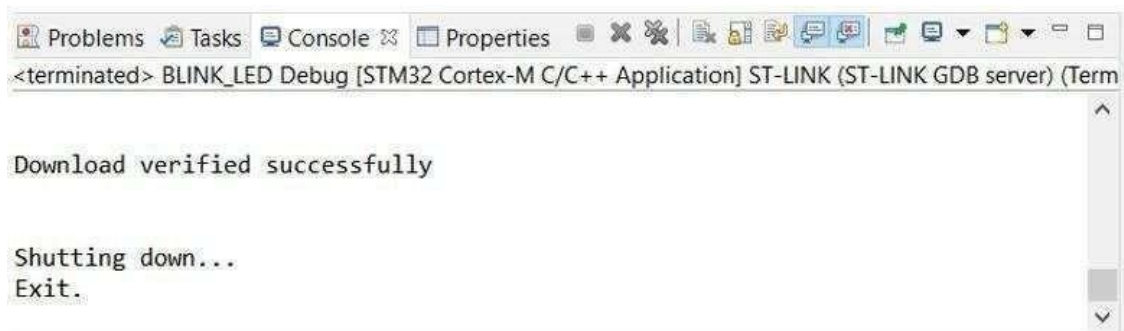 Problems Tasks Console Properties
<terminated> BLINK_LED Debug [STM32 Cortex-M C/C++ Application] ST-LINK (ST-LINK GDB server) (Term
Download verified successfully
Shutting down...
Exit.